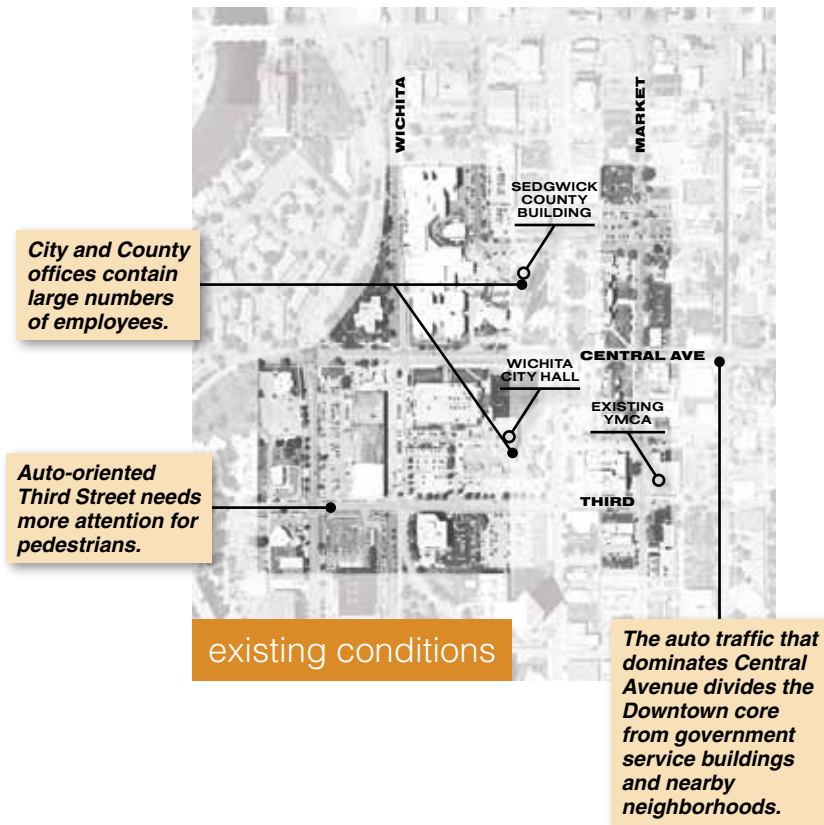 WICHITA
MARKET
SEDGWICK
COUNTY
BUILDING
City and County
offices contain
large numbers
of employees.
CENTRAL AVE
WICHITA
CITY HALL
EXISTING
YMCA
Auto-oriented
Third Street needs
more attention for
pedestrians.
THIRD
existing conditions
The auto traffic that
dominates Central
Avenue divides the
Downtown core
from government
service buildings
and nearby
neighborhoods.